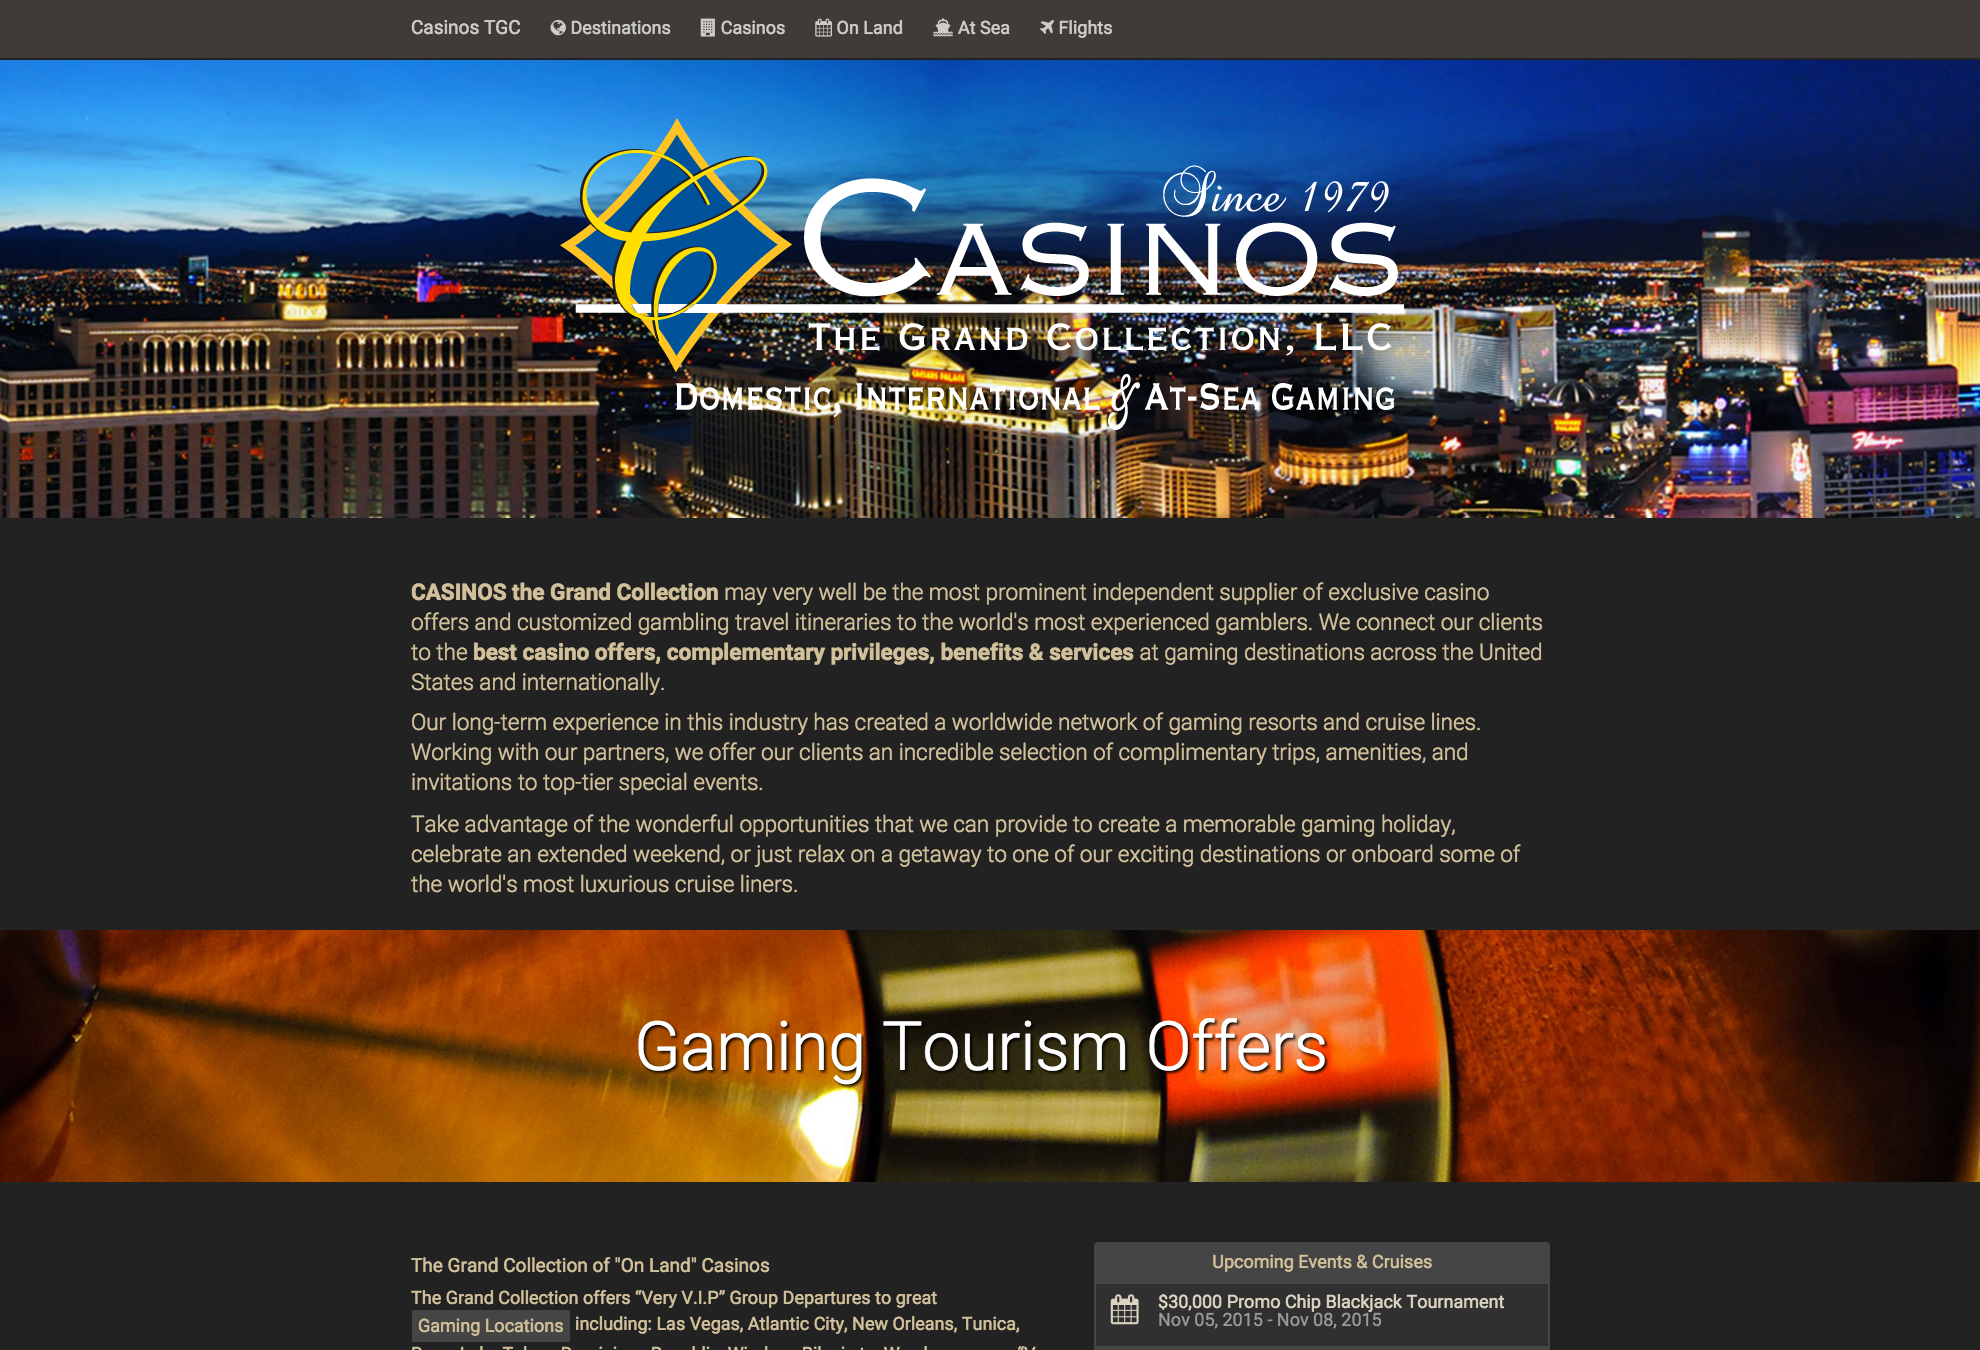 Casinos TGC Destinations Casinos On Land At Sea Flights
Since 1979
CASINOS
THE GRAND COLLECTION, LLC
DOMESTIC, INTERNATIONAL & AT-SEA GAMING
CAESARS PALACE
Flamingo
CASINOS the Grand Collection may very well be the most prominent independent supplier of exclusive casino
offers and customized gambling travel itineraries to the world's most experienced gamblers. We connect our clients
to the best casino offers, complementary privileges, benefits & services at gaming destinations across the United
States and internationally.
Our long-term experience in this industry has created a worldwide network of gaming resorts and cruise lines.
Working with our partners, we offer our clients an incredible selection of complimentary trips, amenities, and
invitations to top-tier special events.
Take advantage of the wonderful opportunities that we can provide to create a memorable gaming holiday,
celebrate an extended weekend, or just relax on a getaway to one of our exciting destinations or onboard some of
the world's most luxurious cruise liners.
Gaming Tourism Offers
The Grand Collection of "On Land" Casinos
The Grand Collection offers “Very V.I.P” Group Departures to great
Gaming Locations including: Las Vegas, Atlantic City, New Orleans, Tunica,
Upcoming Events & Cruises
$30,000 Promo Chip Blackjack Tournament
Nov 05, 2015 - Nov 08, 2015